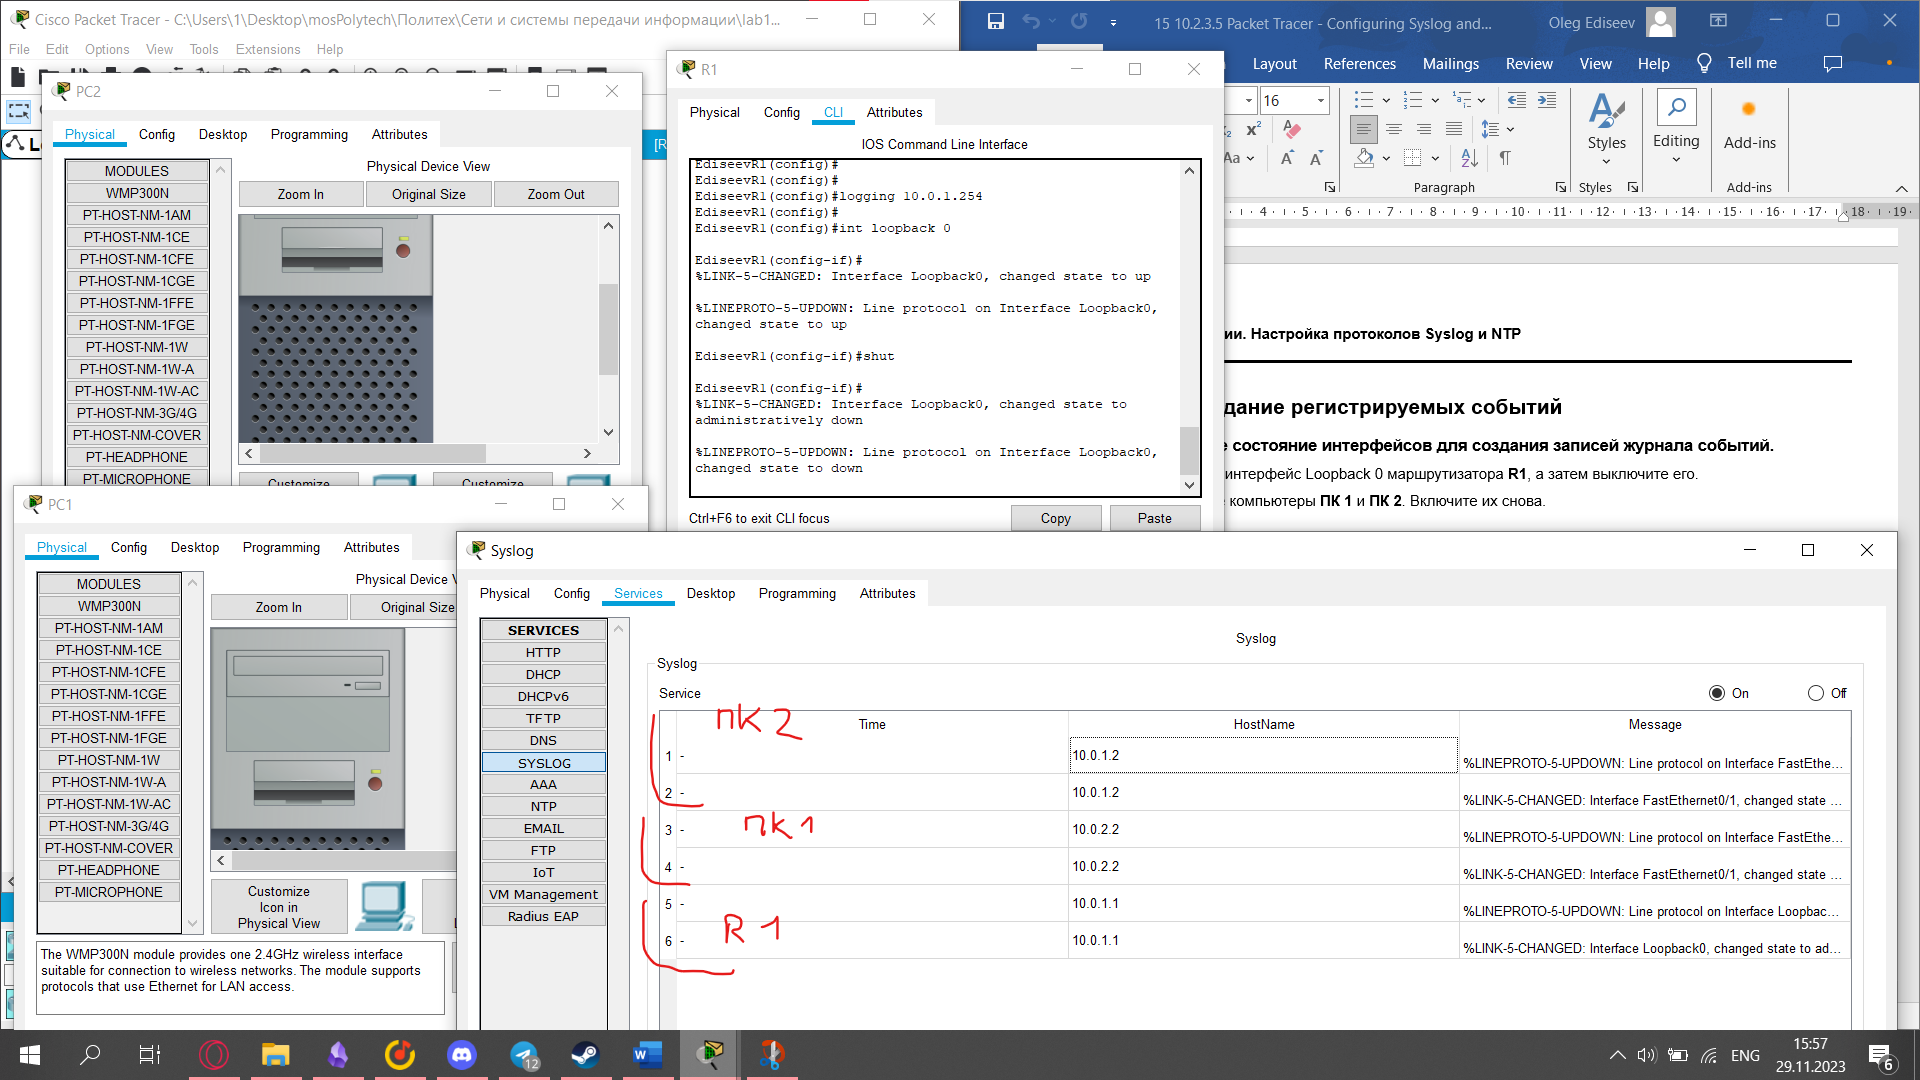 Cisco Packet Tracer - C:\Users\1\Desktop\mosPolytech\Политех\Сети и системы передачи информации\lab1...
File Edit Options View Tools Extensions Help
15 10.2.3.5 Packet Tracer - Configuring Syslog and...
Oleg Ediseev
Layout References Mailings Review View Help Tell me
16
Aa
Styles
Editing
Add-ins
Paragraph
Styles
Add-ins
4 5 6 7 8 9 10 11 12 13 14 15 16 17 18 19
ии. Настройка протоколов Syslog и NTP
дание регистрируемых событий
е состояние интерфейсов для создания записей журнала событий.
интерфейс Loopback 0 маршрутизатора R1, а затем выключите его.
е компьютеры ПК 1 и ПК 2. Включите их снова.
PC2
Physical Config Desktop Programming Attributes
MODULES
WMP300N
PT-HOST-NM-1AM
PT-HOST-NM-1CE
PT-HOST-NM-1CFE
PT-HOST-NM-1CGE
PT-HOST-NM-1FFE
PT-HOST-NM-1FGE
PT-HOST-NM-1W
PT-HOST-NM-1W-A
PT-HOST-NM-1W-AC
PT-HOST-NM-3G/4G
PT-HOST-NM-COVER
PT-HEADPHONE
PT-MICROPHONE
Physical Device View
Zoom In Original Size Zoom Out
Customize Customize
R1
Physical Config CLI Attributes
IOS Command Line Interface
EdiseevR1(config)#
EdiseevR1(config)#
EdiseevR1(config)#logging 10.0.1.254
EdiseevR1(config)#
EdiseevR1(config)#int loopback 0
EdiseevR1(config-if)#
%LINK-5-CHANGED: Interface Loopback0, changed state to up
%LINEPROTO-5-UPDOWN: Line protocol on Interface Loopback0,
changed state to up
EdiseevR1(config-if)#shut
EdiseevR1(config-if)#
%LINK-5-CHANGED: Interface Loopback0, changed state to
administratively down
%LINEPROTO-5-UPDOWN: Line protocol on Interface Loopback0,
changed state to down
Ctrl+F6 to exit CLI focus
Copy Paste
PC1
Physical Config Desktop Programming Attributes
MODULES
WMP300N
PT-HOST-NM-1AM
PT-HOST-NM-1CE
PT-HOST-NM-1CFE
PT-HOST-NM-1CGE
PT-HOST-NM-1FFE
PT-HOST-NM-1FGE
PT-HOST-NM-1W
PT-HOST-NM-1W-A
PT-HOST-NM-1W-AC
PT-HOST-NM-3G/4G
PT-HOST-NM-COVER
PT-HEADPHONE
PT-MICROPHONE
Physical Device V
Zoom In Original Size
Customize
Icon in
Physical View
The WMP300N module provides one 2.4GHz wireless interface
suitable for connection to wireless networks. The module supports
protocols that use Ethernet for LAN access.
Syslog
Physical Config Services Desktop Programming Attributes
SERVICES
HTTP
DHCP
DHCPv6
TFTP
DNS
SYSLOG
AAA
NTP
EMAIL
FTP
IoT
VM Management
Radius EAP
Syslog
Syslog
Service On Off
Time HostName Message
ПК 2
1 - 10.0.1.2 %LINEPROTO-5-UPDOWN: Line protocol on Interface FastEthe...
2 - 10.0.1.2 %LINK-5-CHANGED: Interface FastEthernet0/1, changed state ...
ПК 1
3 - 10.0.2.2 %LINEPROTO-5-UPDOWN: Line protocol on Interface FastEthe...
4 - 10.0.2.2 %LINK-5-CHANGED: Interface FastEthernet0/1, changed state ...
R 1
5 - 10.0.1.1 %LINEPROTO-5-UPDOWN: Line protocol on Interface Loopbac...
6 - 10.0.1.1 %LINK-5-CHANGED: Interface Loopback0, changed state to ad...
12
ENG
15:57
29.11.2023
6